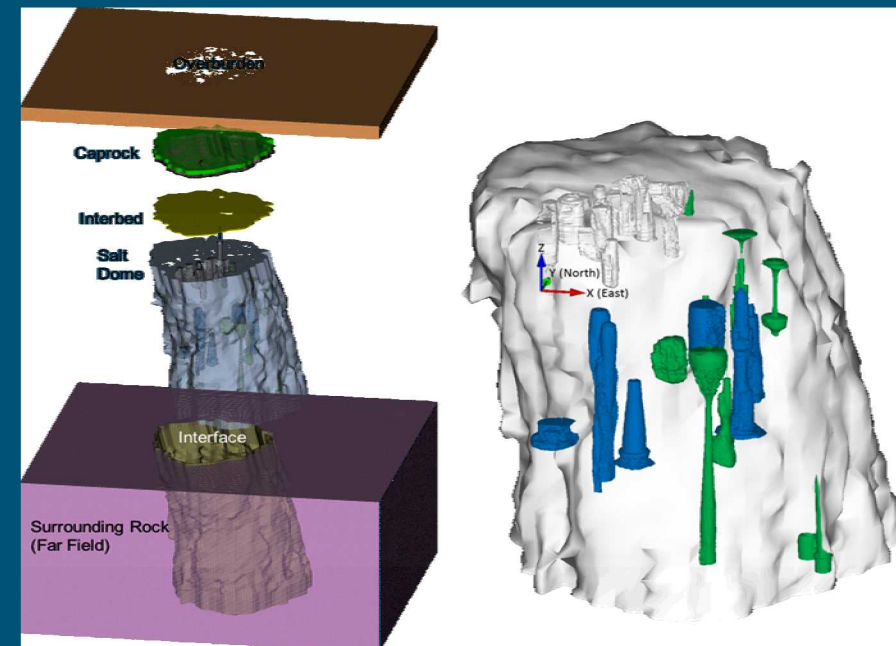 Overburden
Caprock
Interbed
Salt
Dome
Interface
Surrounding Rock
(Far Field)
Z
Y (North)
X (East)